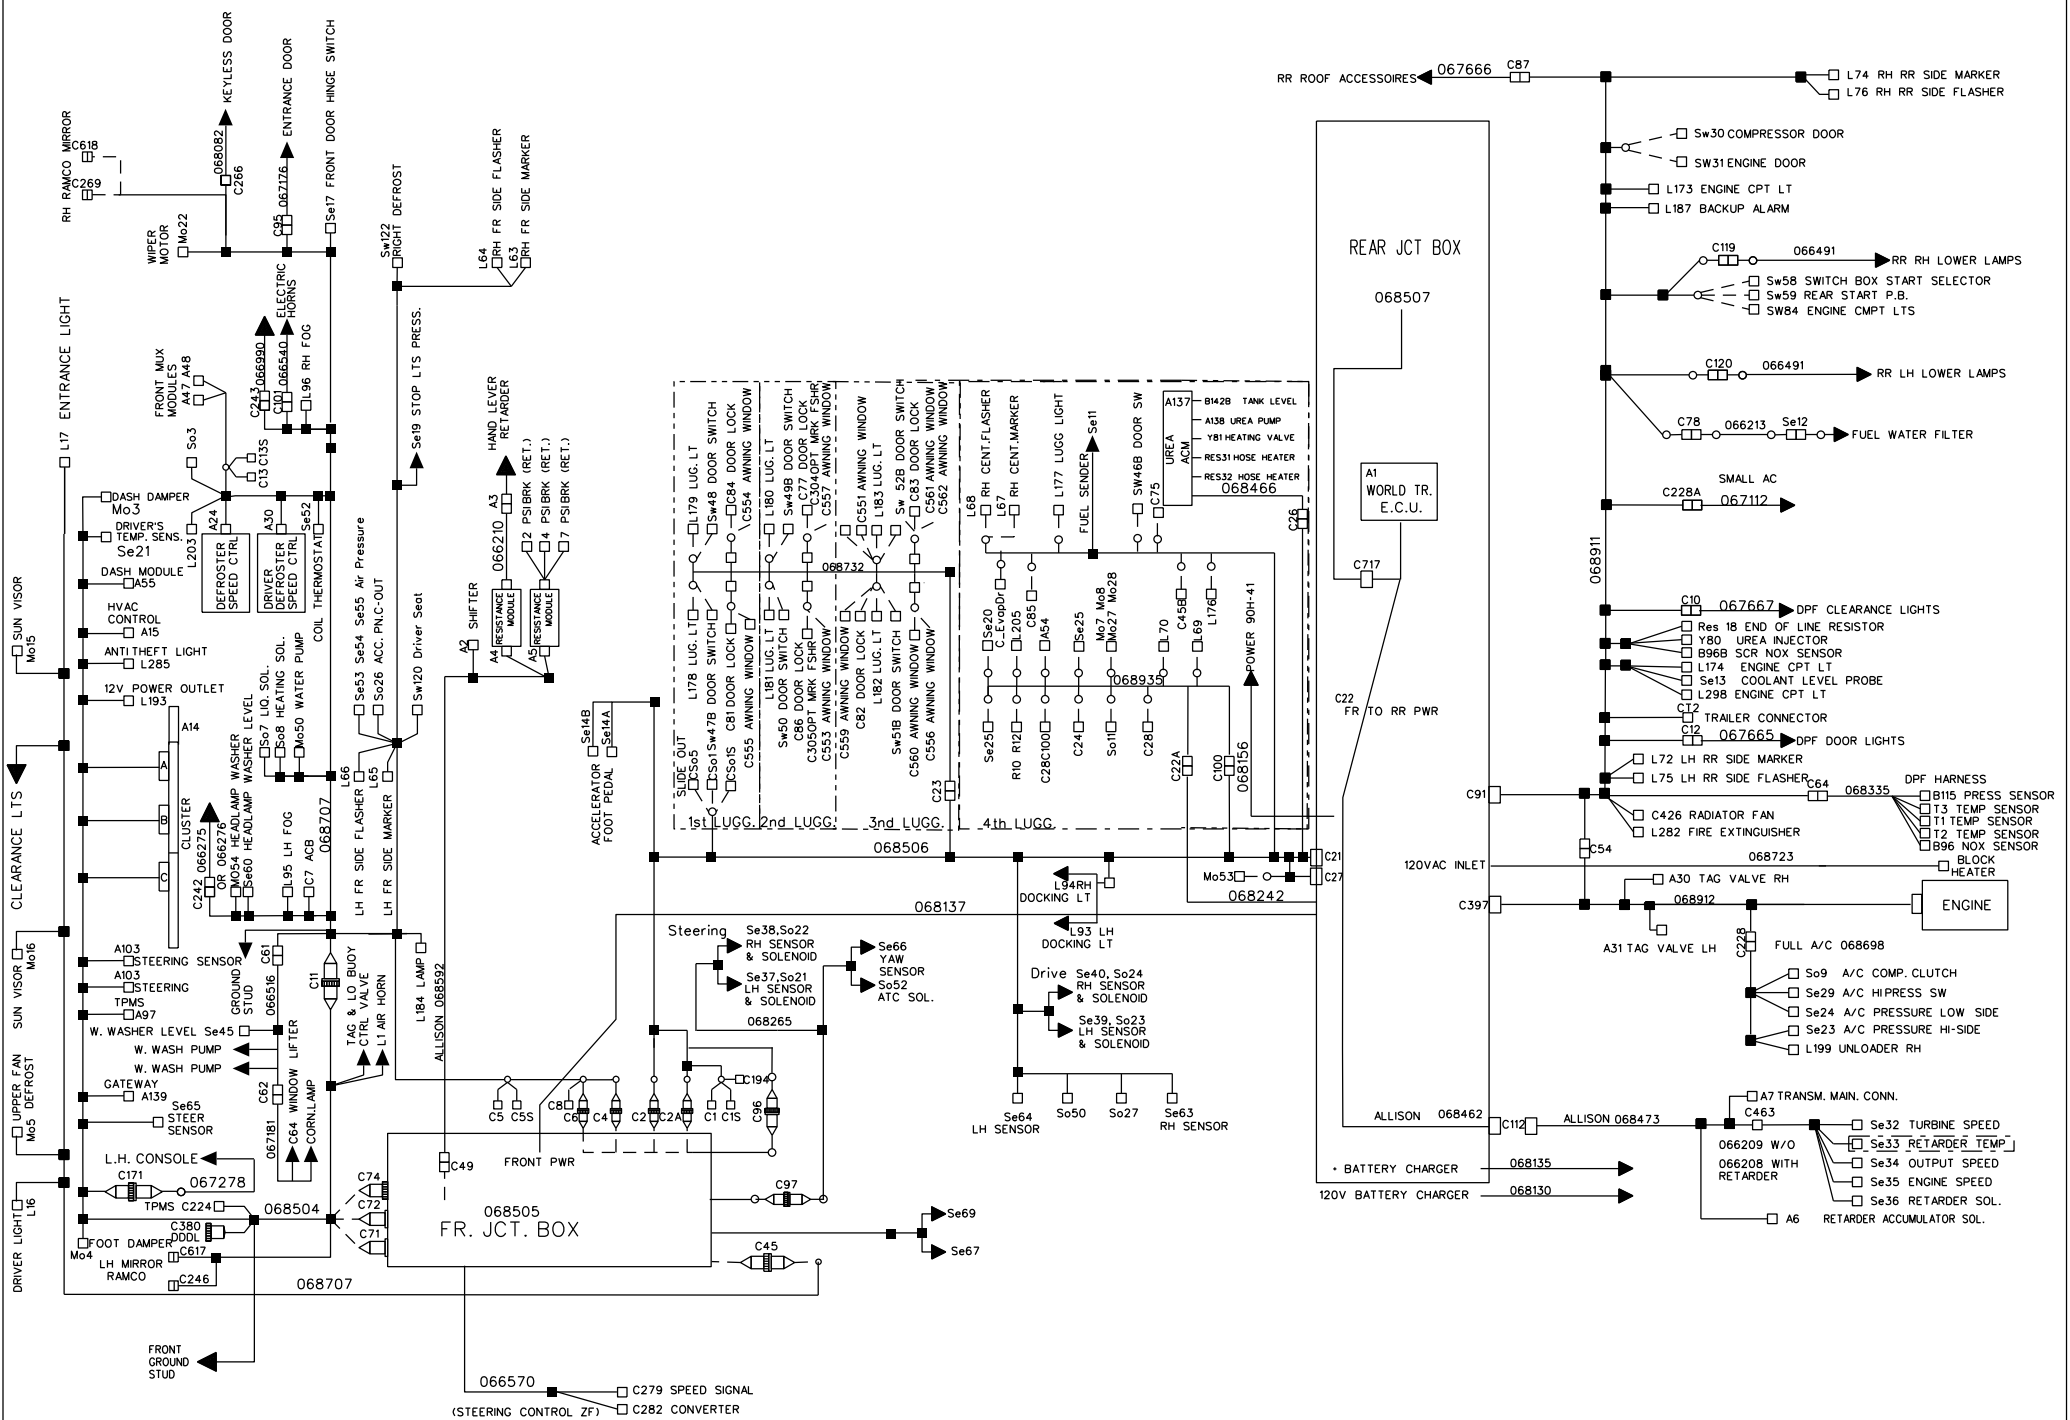 RH RAMCO MIRROR
C618
C269
WIPER
MOTOR
Mo22
068082
C266
KEYLESS DOOR
C95
067176
ENTRANCE DOOR
Se17 FRONT DOOR HINGE SWITCH
L17 ENTRANCE LIGHT
FRONT MUX
MODULES
A47 A48
C243
066990
C101
066540
ELECTRIC
HORNS
L96 RH FOG
So3
C13
C13S
L203
A24
DEFROSTER
SPEED CTRL
A30
DRIVER
DEFROSTER
SPEED CTRL
Se52
COIL THERMOSTAT
DASH DAMPER
Mo3
DRIVER'S
TEMP. SENS.
Se21
DASH MODULE
A55
HVAC
CONTROL
A15
ANTI THEFT LIGHT
L285
12V POWER OUTLET
L193
A14
A
B
C
CLUSTER
SUN VISOR
Mo15
CLEARANCE LTS
SUN VISOR
Mo16
UPPER FAN
Mo5 DEFROST
DRIVER LIGHT
L16
So7 LIQ. SOL.
So8 HEATING SOL.
Mo50 WATER PUMP
C242
066275
OR 066276
MO54 HEADLAMP WASHER
Se60 HEADLAMP WASHER LEVEL
L95 LH FOG
C7 ACB
068707
A103
STEERING SENSOR
A103
STEERING
TPMS
A97
GROUND
STUD
C61
066516
C11
W. WASHER LEVEL Se45
W. WASH PUMP
W. WASH PUMP
GATEWAY
A139
Se65
STEER
SENSOR
C62
067181
C64 WINDOW LIFTER
CORN.LAMP
TAG & LO BUOY
CTRL VALVE
L1 AIR HORN
L184 LAMP
L.H. CONSOLE
C171
067278
TPMS C224
068504
C380
DDDL
FOOT DAMPER
Mo4
C617
LH MIRROR
RAMCO
C246
068707
FRONT
GROUND
STUD
Sw122
RIGHT DEFROST
L64
RH FR SIDE FLASHER
L63
RH FR SIDE MARKER
Se19 STOP LTS PRESS.
Se53 Se54 Se55 Air Pressure
So26 ACC. PN.C-OUT
Sw120 Driver Seat
L66
LH FR SIDE FLASHER
L65
LH FR SIDE MARKER
HAND LEVER
RETARDER
A3
066210
2 PSIBRK (RET.)
4 PSIBRK (RET.)
7 PSIBRK (RET.)
A2
SHIFTER
A4
RESISTANCE
MODULE
A5
RESISTANCE
MODULE
ALLISON 068592
Se14B
Se14A
ACCELERATOR
FOOT PEDAL
L179 LUG. LT
Sw48 DOOR SWITCH
C84 DOOR LOCK
C554 AWNING WINDOW
L180 LUG. LT
Sw49B DOOR SWITCH
C77 DOOR LOCK
C304OPT MRK FSHR
C557 AWNING WINDOW
C551 AWNING WINDOW
L183 LUG. LT
Sw 52B DOOR SWITCH
C83 DOOR LOCK
C561 AWNING WINDOW
C562 AWNING WINDOW
068732
L178 LUG. LT
Sw47B DOOR SWITCH
C81 DOOR LOCK
C555 AWNING WINDOW
L181 LUG. LT
Sw50 DOOR SWITCH
C86 DOOR LOCK
C305OPT MRK FSHR
C553 AWNING WINDOW
C559 AWNING WINDOW
C82 DOOR LOCK
L182 LUG. LT
Sw51B DOOR SWITCH
C560 AWNING WINDOW
C556 AWNING WINDOW
SLIDE OUT
CSo5
CSo1
CSo1S
C23
1st LUGG.
2nd LUGG.
3rd LUGG.
4th LUGG.
L68
RH CENT.FLASHER
L67
RH CENT.MARKER
L177 LUGG LIGHT
FUEL SENDER
Se11
SW46B DOOR SW
C75
A137
UREA
ACM
B142B TANK LEVEL
A138 UREA PUMP
Y81 HEATING VALVE
RES31 HOSE HEATER
RES32 HOSE HEATER
068466
C26
Se20
C_EvapDr
L205
C85
A54
Se25
Mo7 Mo8
Mo27 Mo28
L70
C45B
L69
L176
068935
Se25
R10 R12
C28C100
C24
So11
C28
C22A
C100
068156
POWER 90H-41
068506
Mo53
C21
C27
068242
068137
L94RH
DOCKING LT
L93 LH
DOCKING LT
Steering
Se38,So22
RH SENSOR
& SOLENOID
Se37,So21
LH SENSOR
& SOLENOID
068265
Se66
YAW
SENSOR
So52
ATC SOL.
Drive
Se40, So24
RH SENSOR
& SOLENOID
Se39, So23
LH SENSOR
& SOLENOID
Se64
LH SENSOR
So50
So27
Se63
RH SENSOR
C5
C5S
C8
C6
C4
C2
C2A
C1
C1S
C194
C96
C49
FRONT PWR
C74
C72
C71
068505
FR. JCT. BOX
C97
C45
Se69
Se67
066570
(STEERING CONTROL ZF)
C279 SPEED SIGNAL
C282 CONVERTER
REAR JCT BOX
068507
A1
WORLD TR.
E.C.U.
C717
C22
FR TO RR PWR
C91
120VAC INLET
C397
ALLISON 068462
C112
+ BATTERY CHARGER
068135
120V BATTERY CHARGER
068130
RR ROOF ACCESSOIRES
067666
C87
L74 RH RR SIDE MARKER
L76 RH RR SIDE FLASHER
Sw30 COMPRESSOR DOOR
SW31 ENGINE DOOR
L173 ENGINE CPT LT
L187 BACKUP ALARM
C119
066491
RR RH LOWER LAMPS
Sw58 SWITCH BOX START SELECTOR
Sw59 REAR START P.B.
SW84 ENGINE CMPT LTS
C120
066491
RR LH LOWER LAMPS
C78
066213
Se12
FUEL WATER FILTER
SMALL AC
C228A
067112
068911
C10
067667
DPF CLEARANCE LIGHTS
Res 18 END OF LINE RESISTOR
Y80 UREA INJECTOR
B96B SCR NOX SENSOR
L174 ENGINE CPT LT
Se13 COOLANT LEVEL PROBE
L298 ENGINE CPT LT
CT2
TRAILER CONNECTOR
C12
067665
DPF DOOR LIGHTS
L72 LH RR SIDE MARKER
L75 LH RR SIDE FLASHER
C64
068335
DPF HARNESS
B115 PRESS SENSOR
T3 TEMP SENSOR
T1 TEMP SENSOR
T2 TEMP SENSOR
B96 NOX SENSOR
C426 RADIATOR FAN
L282 FIRE EXTINGUISHER
C54
068723
BLOCK
HEATER
A30 TAG VALVE RH
068912
ENGINE
A31 TAG VALVE LH
C228
FULL A/C 068698
So9 A/C COMP. CLUTCH
Se29 A/C HIPRESS SW
Se24 A/C PRESSURE LOW SIDE
Se23 A/C PRESSURE HI-SIDE
L199 UNLOADER RH
A7 TRANSM. MAIN. CONN.
ALLISON 068473
C463
066209 W/O
066208 WITH
RETARDER
Se32 TURBINE SPEED
Se33 RETARDER TEMP
Se34 OUTPUT SPEED
Se35 ENGINE SPEED
Se36 RETARDER SOL.
A6 RETARDER ACCUMULATOR SOL.